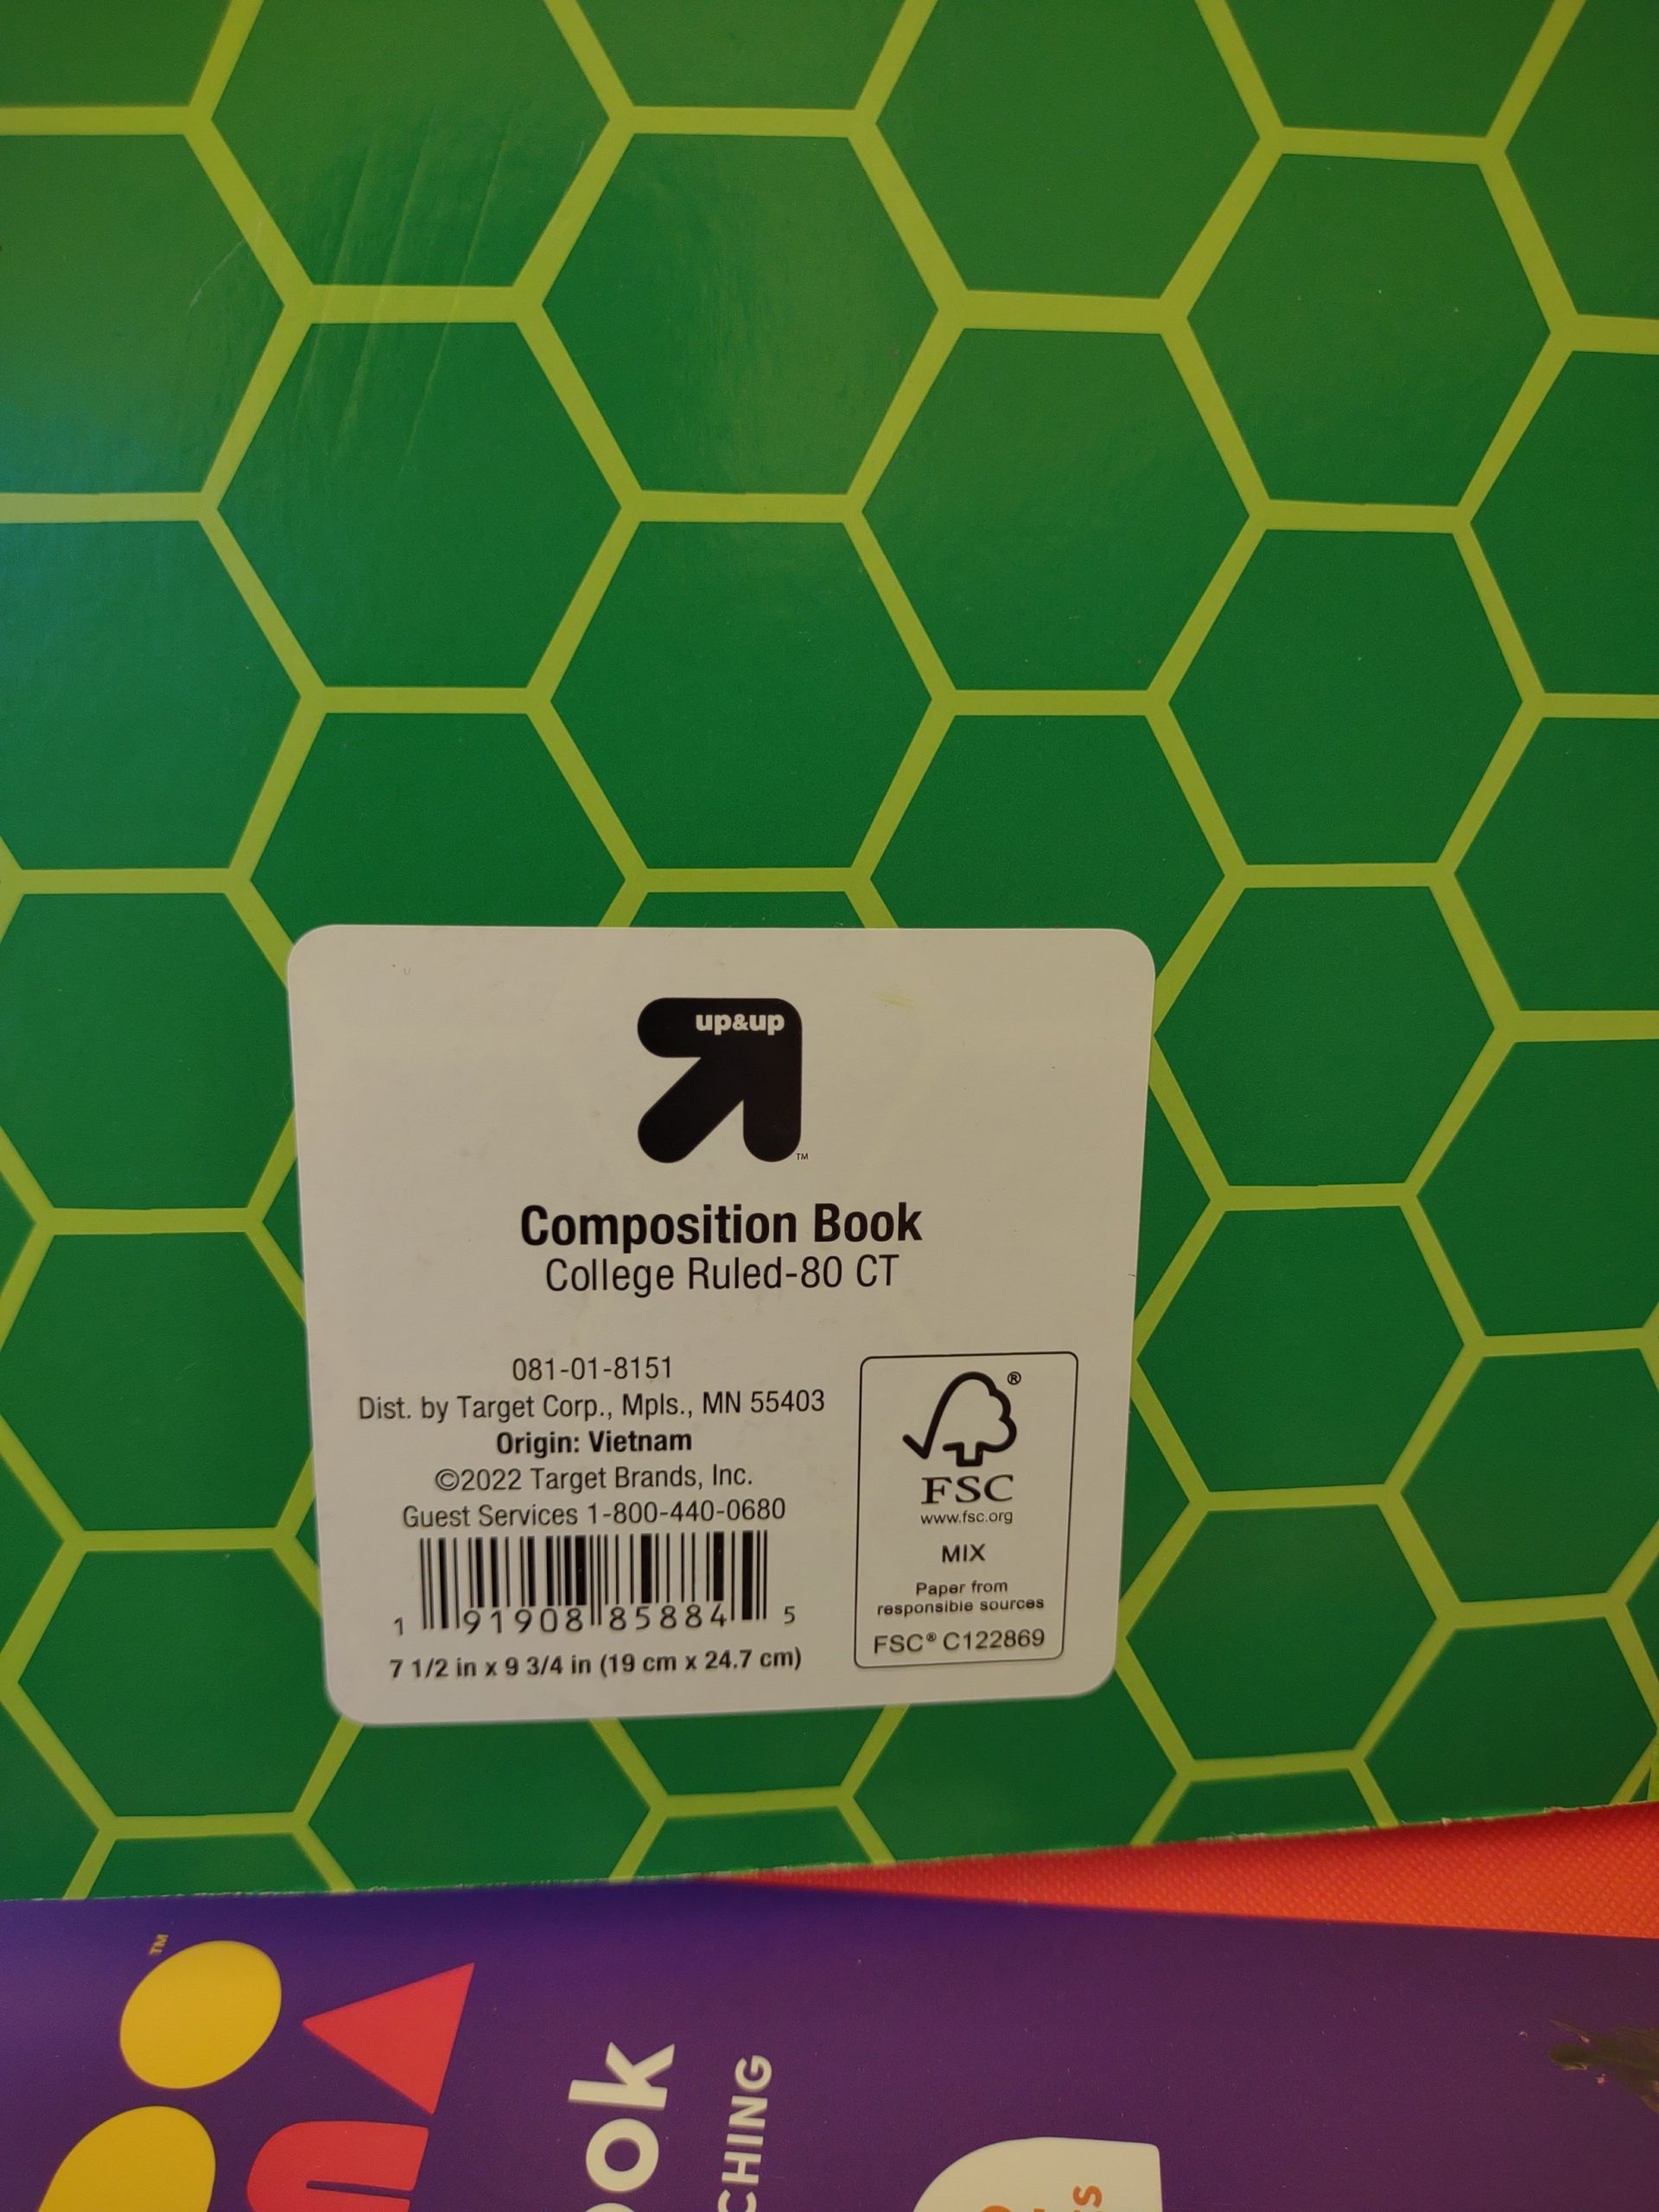 up&up
TM
Composition Book
College Ruled-80 CT
081-01-8151
Dist. by Target Corp., Mpls., MN 55403
Origin: Vietnam
©2022 Target Brands, Inc.
Guest Services 1-800-440-0680
1 91908 85884 5
7 1/2 in x 9 3/4 in (19 cm x 24.7 cm)
®
FSC
www.fsc.org
MIX
Paper from
responsible sources
FSC® C122869
TM
ook
CHING